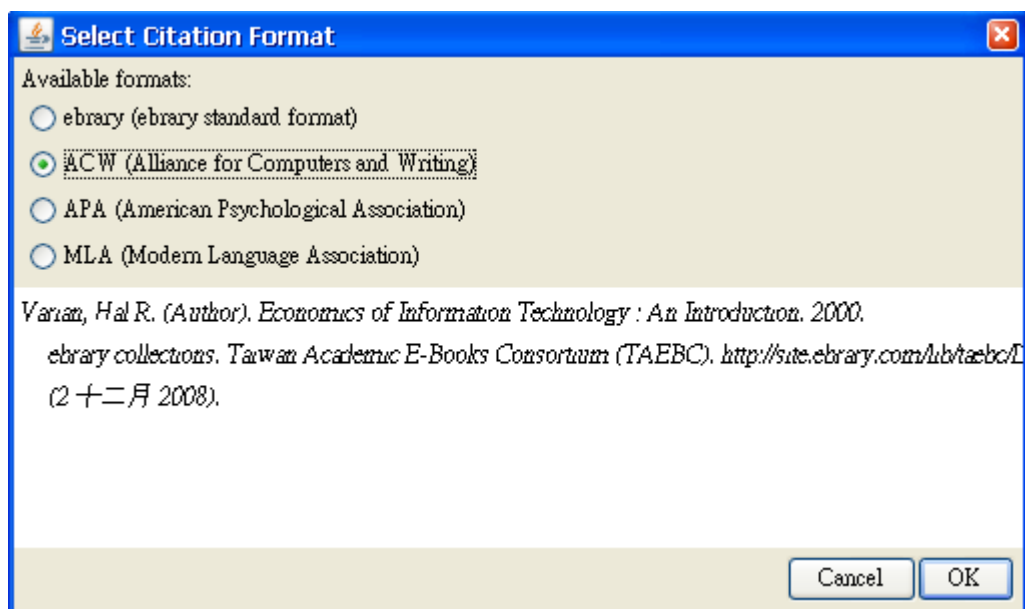 Select Citation Format
Available formats:
ebrary (ebrary standard format)
ACW (Alliance for Computers and Writing)
APA (American Psychological Association)
MLA (Modern Language Association)
Varian, Hal R. (Author). Economics of Information Technology : An Introduction. 2000.
ebrary collections. Taiwan Academic E-Books Consortium (TAEBC). http://site.ebrary.com/lib/taebc/D
(2 十二月 2008).
Cancel OK